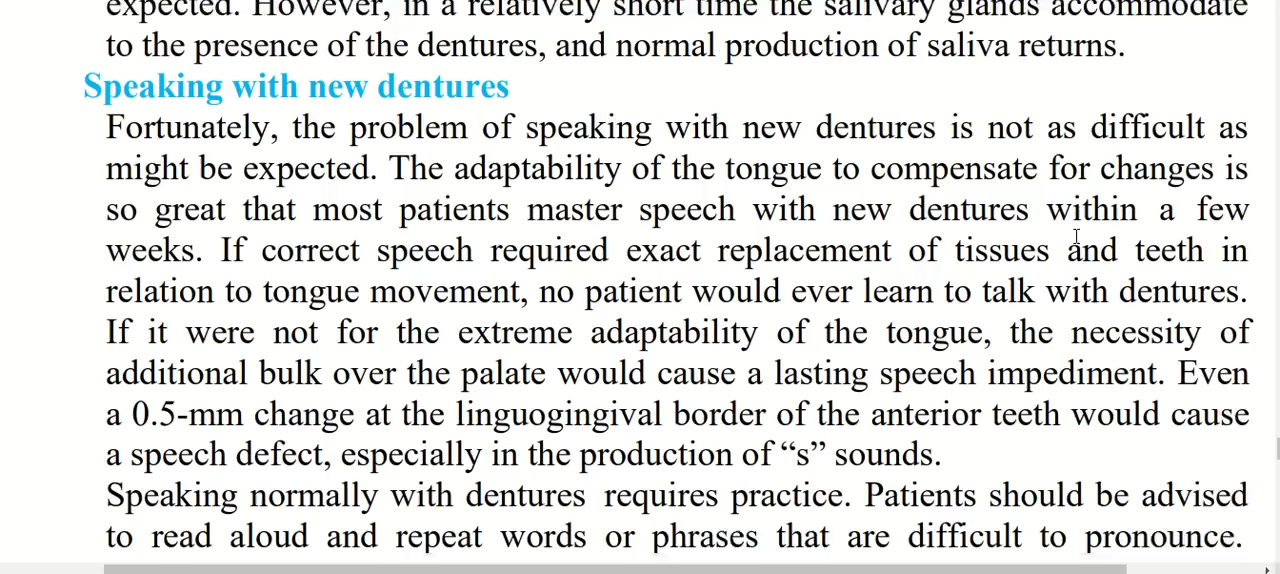 expected. However, in a relatively short time the salivary glands accommodate
to the presence of the dentures, and normal production of saliva returns.
Speaking with new dentures
Fortunately, the problem of speaking with new dentures is not as difficult as
might be expected. The adaptability of the tongue to compensate for changes is
so great that most patients master speech with new dentures within a few
weeks. If correct speech required exact replacement of tissues and teeth in
relation to tongue movement, no patient would ever learn to talk with dentures.
If it were not for the extreme adaptability of the tongue, the necessity of
additional bulk over the palate would cause a lasting speech impediment. Even
a 0.5-mm change at the linguogingival border of the anterior teeth would cause
a speech defect, especially in the production of “s” sounds.
Speaking normally with dentures requires practice. Patients should be advised
to read aloud and repeat words or phrases that are difficult to pronounce.